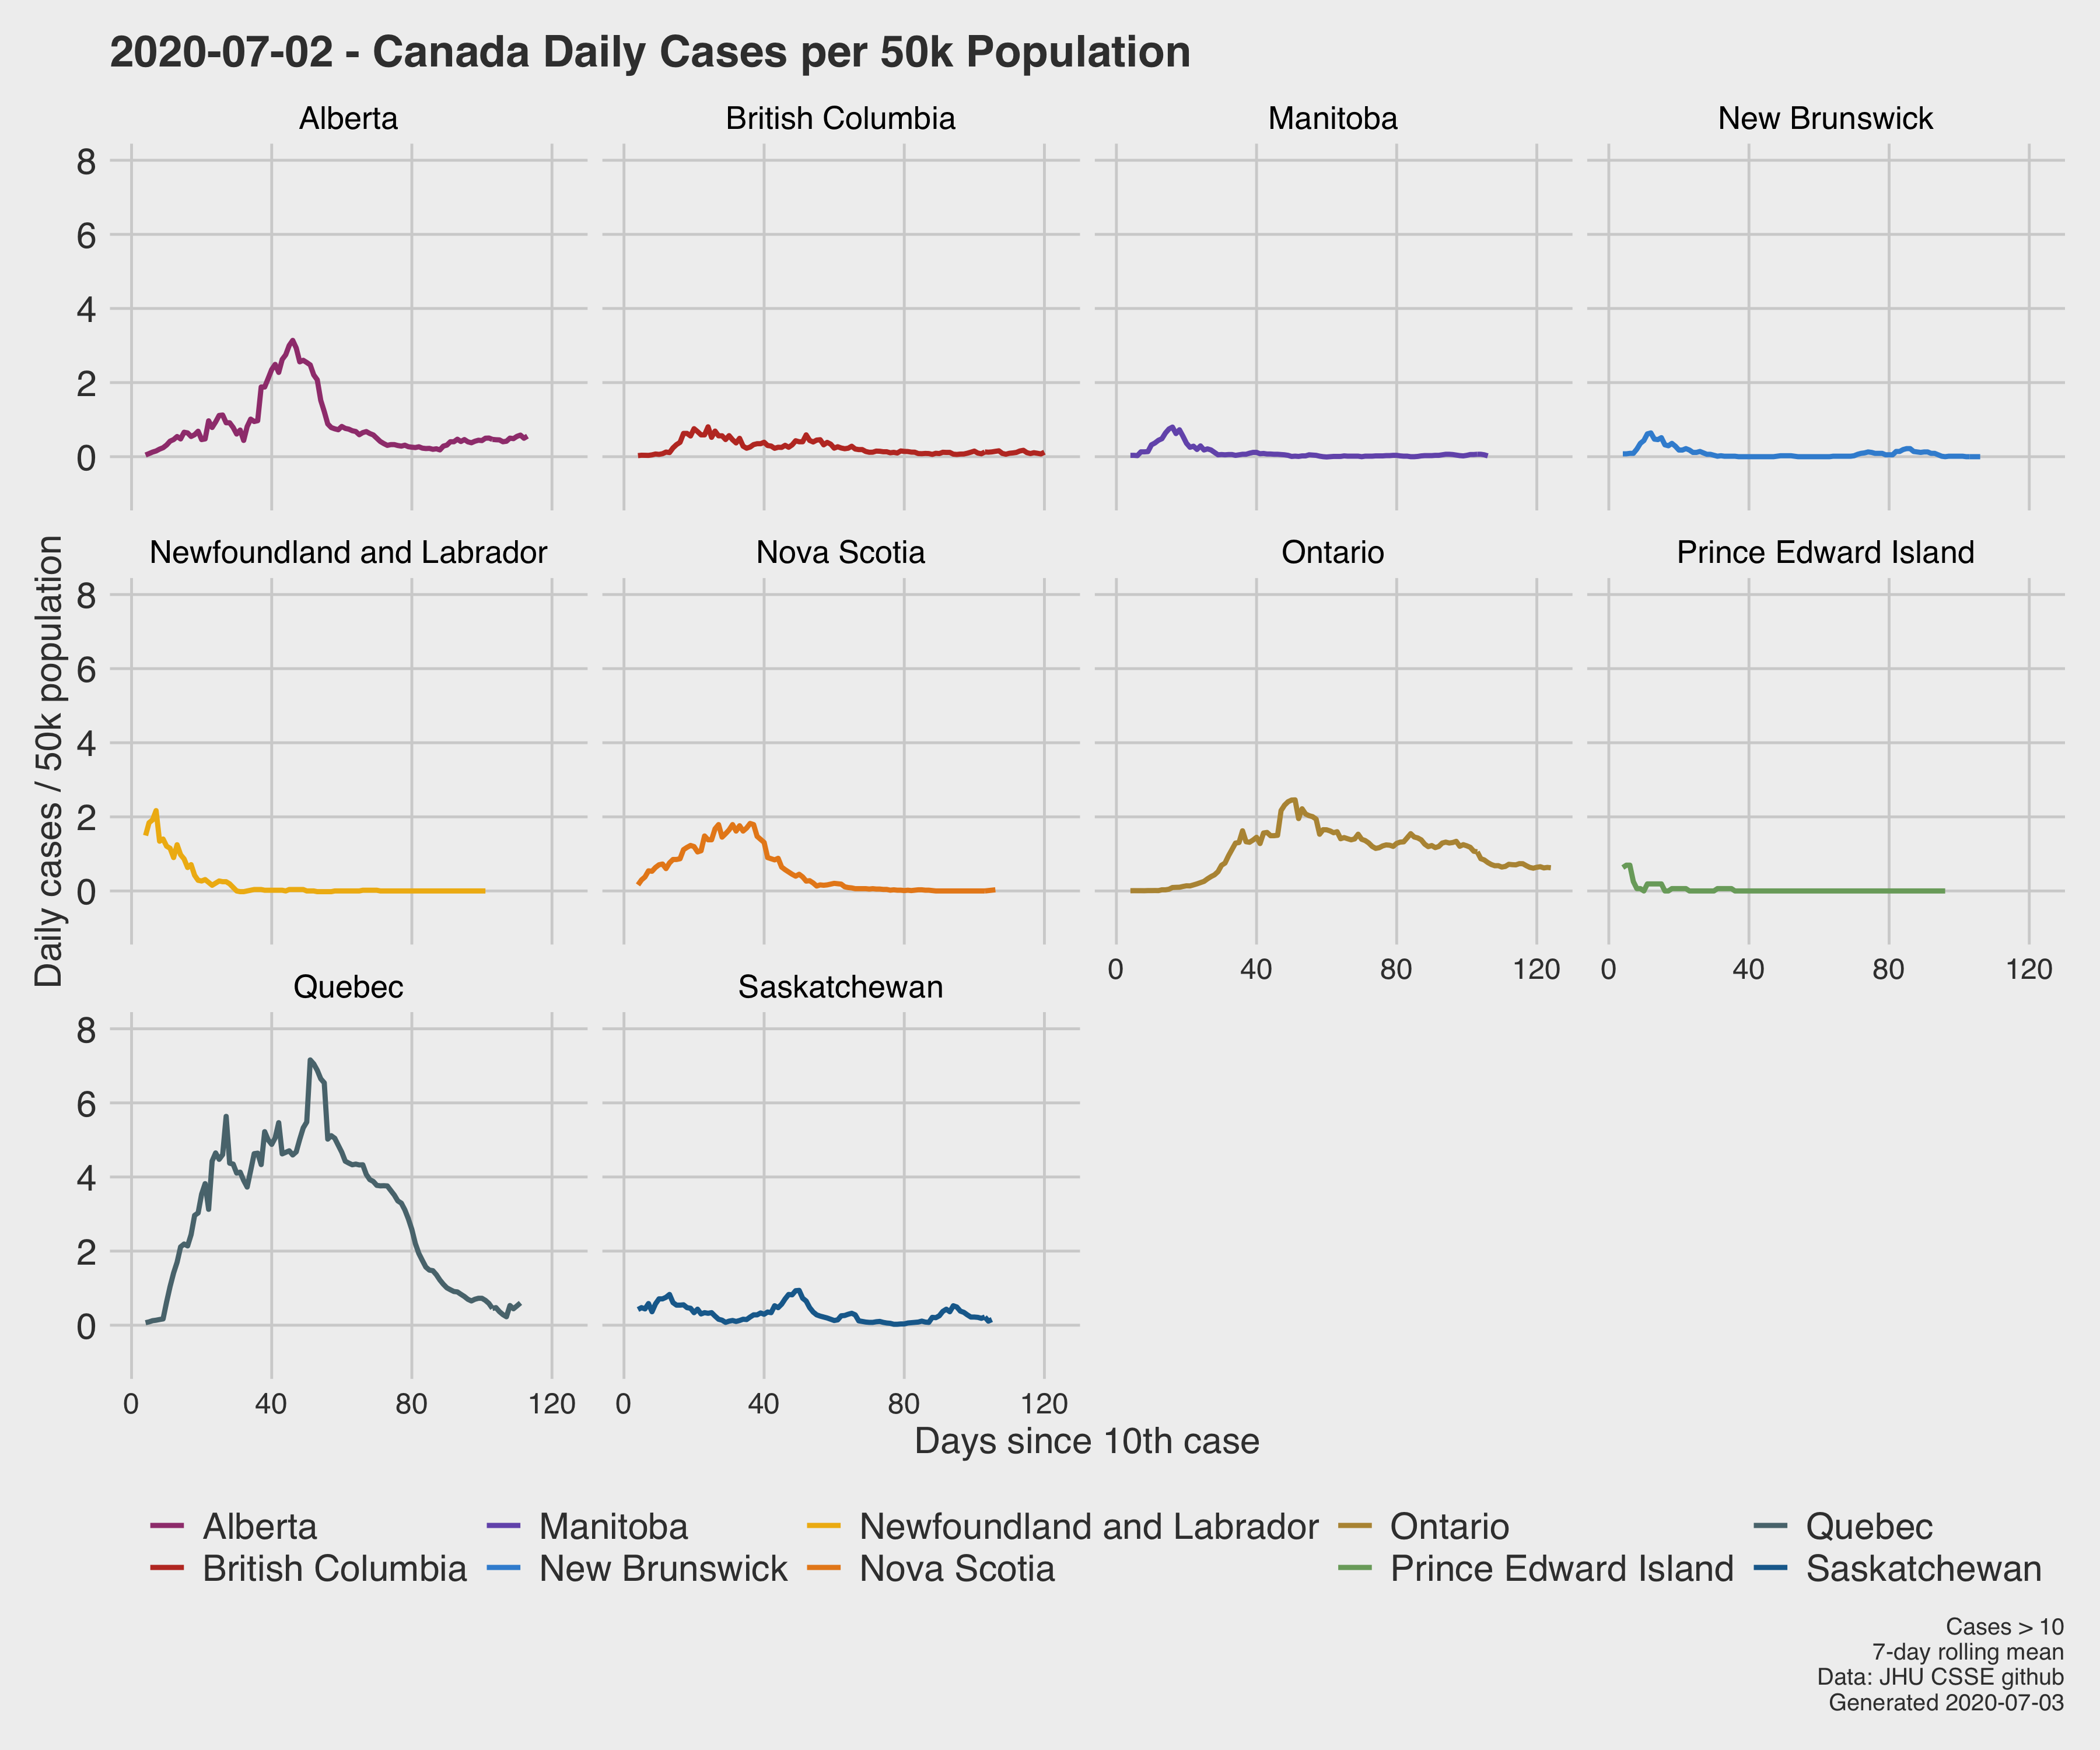 2020-07-02 - Canada Daily Cases per 50k Population
Alberta British Columbia Manitoba New Brunswick
8
6
4
2
0
Newfoundland and Labrador Nova Scotia Ontario Prince Edward Island
8
6
4
2
0
0 40 80 120 0 40 80 120
Daily cases / 50k population
Quebec Saskatchewan
8
6
4
2
0
0 40 80 120 0 40 80 120
Days since 10th case
Alberta Manitoba Newfoundland and Labrador Ontario Quebec
British Columbia New Brunswick Nova Scotia Prince Edward Island Saskatchewan
Cases > 10
7-day rolling mean
Data: JHU CSSE github
Generated 2020-07-03